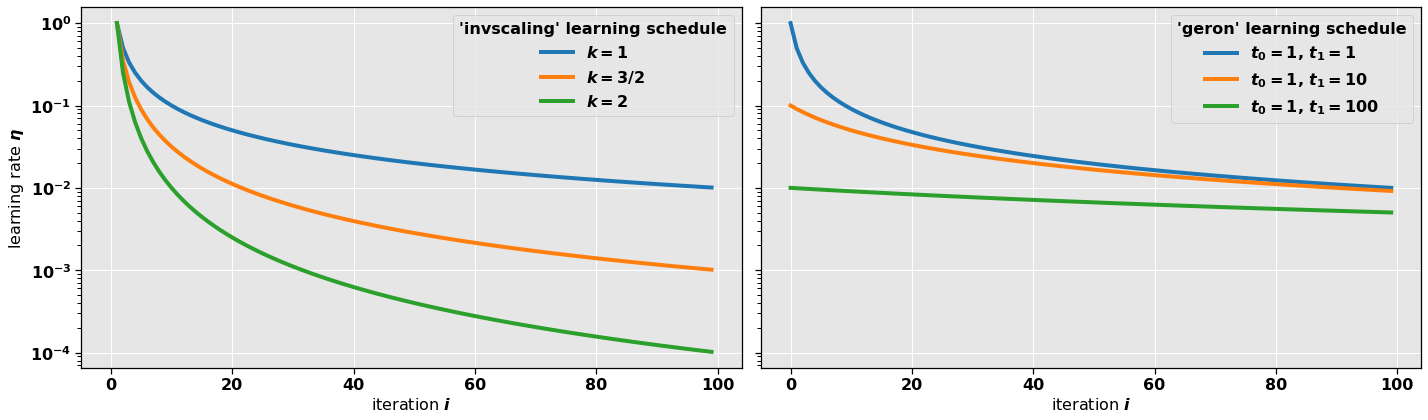 'invscaling' learning schedule
k = 1
k = 3/2
k = 2
10⁰
10⁻¹
10⁻²
10⁻³
10⁻⁴
learning rate η
0 20 40 60 80 100
iteration i
'geron' learning schedule
t₀ = 1, t₁ = 1
t₀ = 1, t₁ = 10
t₀ = 1, t₁ = 100
0 20 40 60 80 100
iteration i